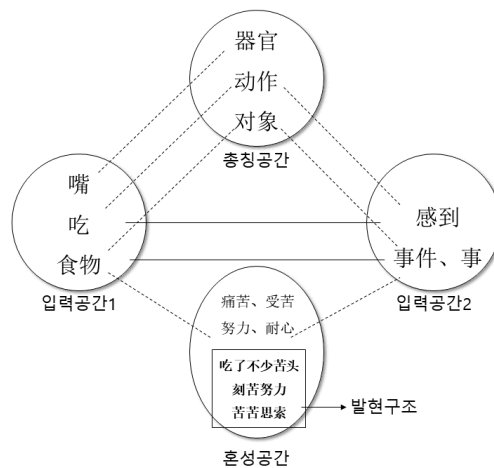 器官
动作
对象
총칭공간
嘴
吃
食物
입력공간1
感到
事件、事
입력공간2
痛苦、受苦
努力、耐心
吃了不少苦头
刻苦努力
苦苦思索
발현구조
혼성공간